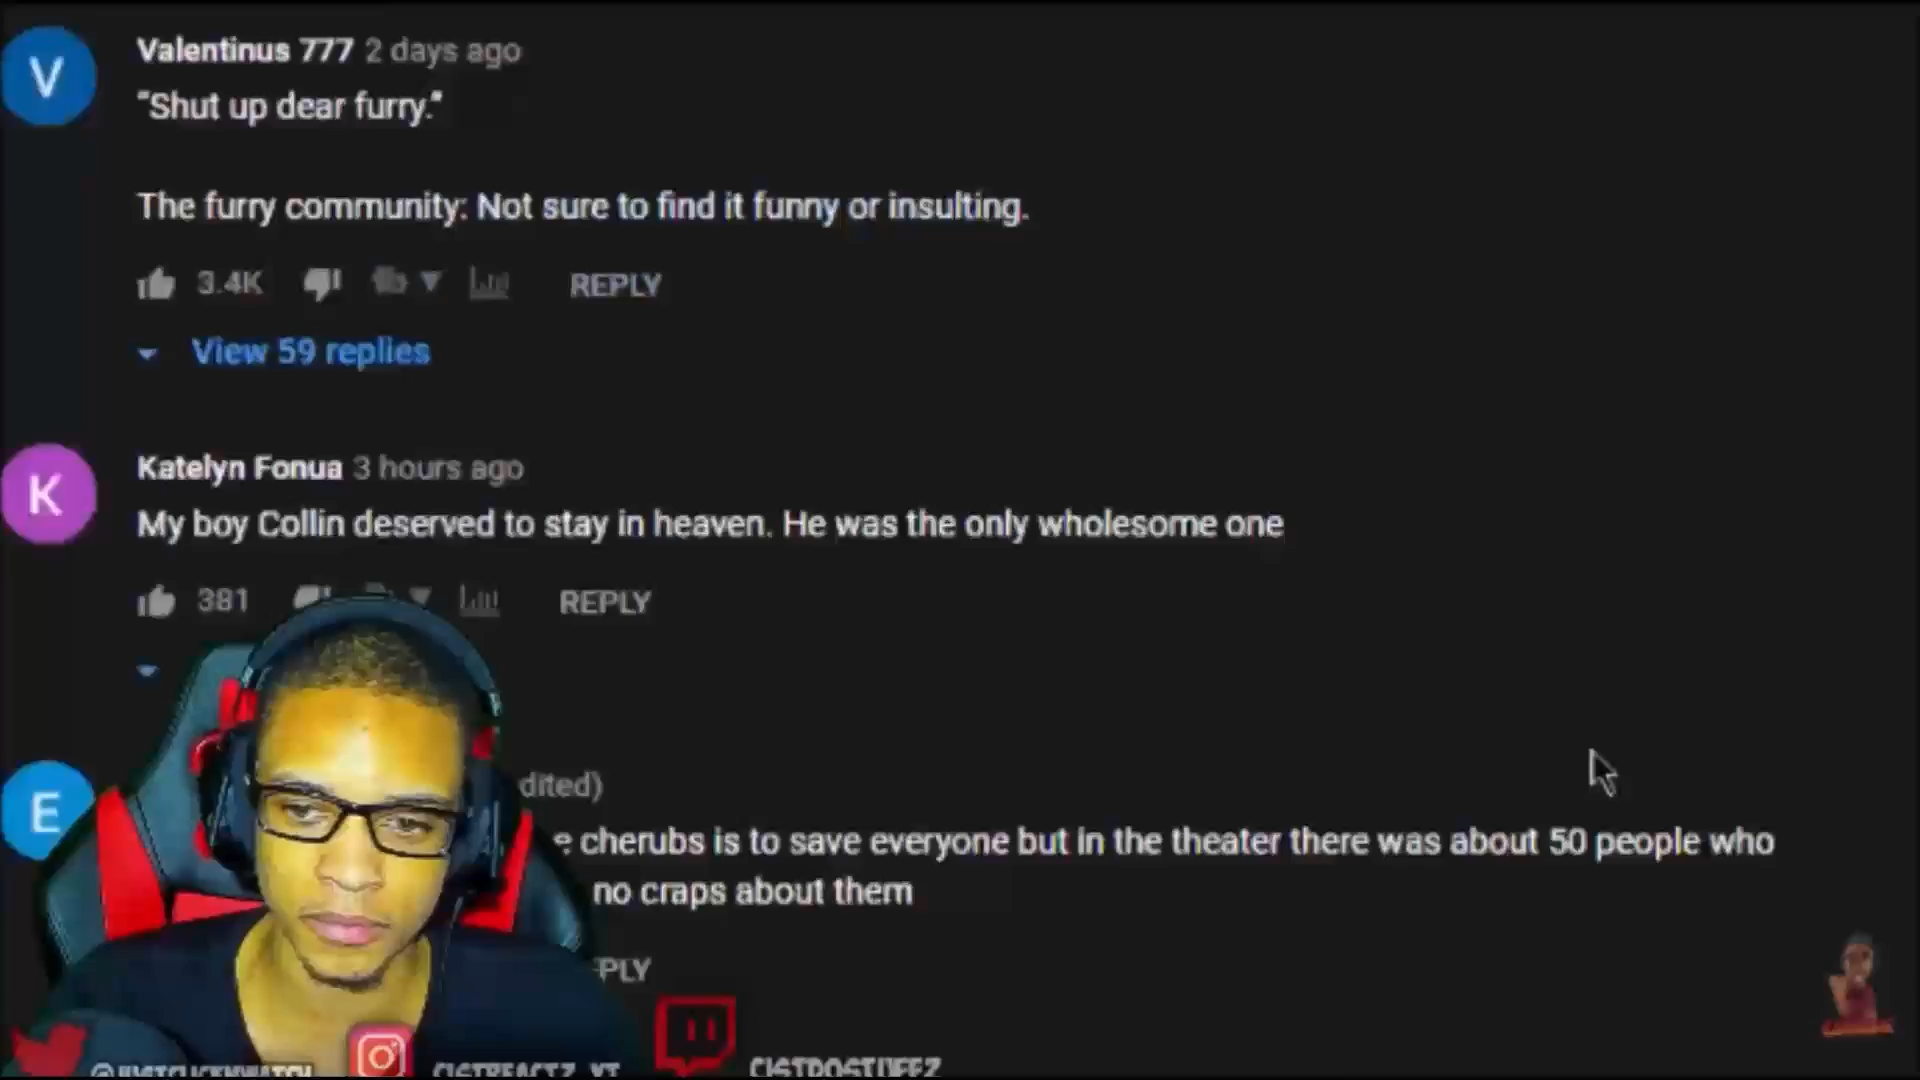 V
Valentinus 777 2 days ago
"Shut up dear furry."
The furry community: Not sure to find it funny or insulting.
3.4K REPLY
View 59 replies
K
Katelyn Fonua 3 hours ago
My boy Collin deserved to stay in heaven. He was the only wholesome one
381 REPLY
E
dited)
e cherubs is to save everyone but in the theater there was about 50 people who
no craps about them
PLY